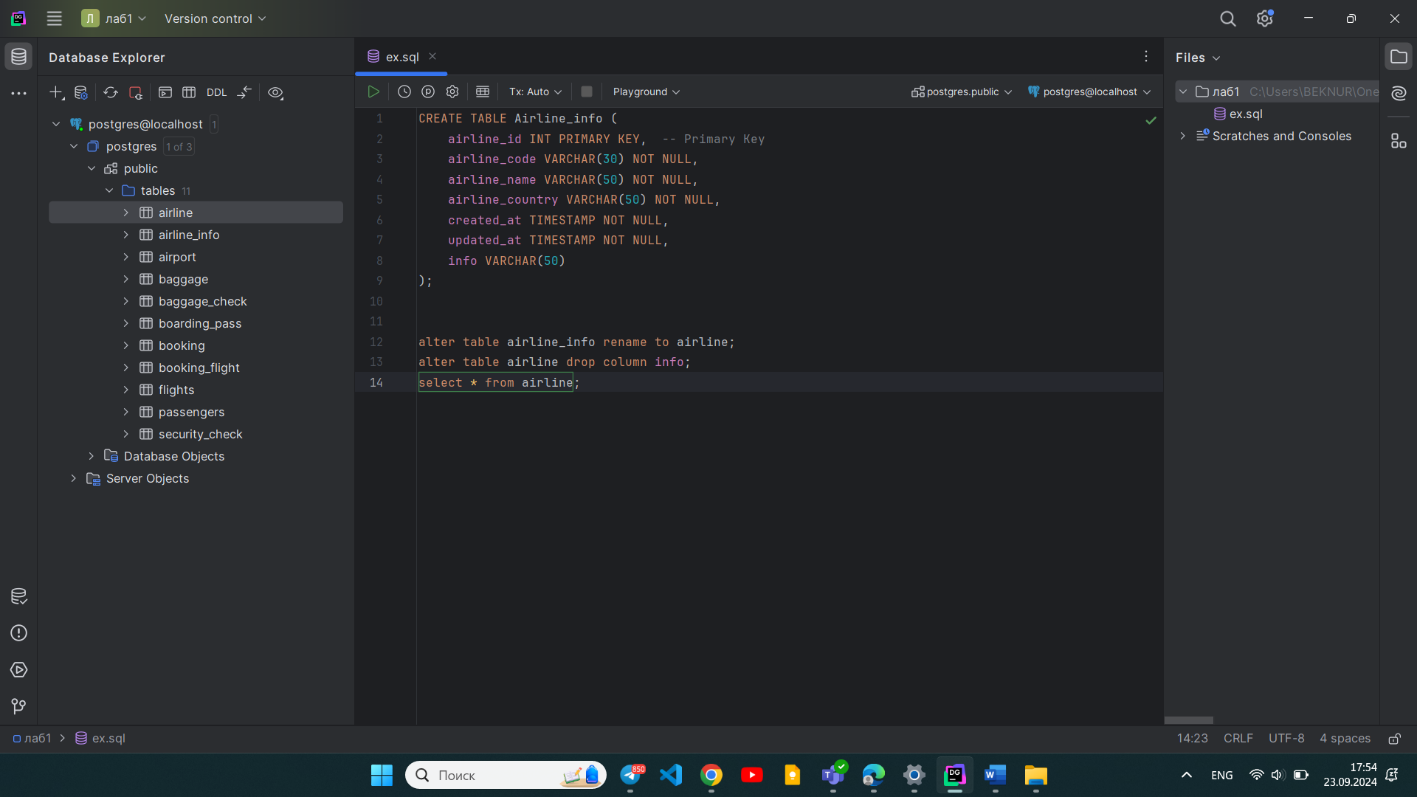 Л лаб1 Version control
Database Explorer
DDL
postgres@localhost 1
postgres 1 of 3
public
tables 11
airline
airline_info
airport
baggage
baggage_check
boarding_pass
booking
booking_flight
flights
passengers
security_check
Database Objects
Server Objects
ex.sql
Tx: Auto Playground postgres.public postgres@localhost
1 CREATE TABLE Airline_info (
2 airline_id INT PRIMARY KEY, -- Primary Key
3 airline_code VARCHAR(30) NOT NULL,
4 airline_name VARCHAR(50) NOT NULL,
5 airline_country VARCHAR(50) NOT NULL,
6 created_at TIMESTAMP NOT NULL,
7 updated_at TIMESTAMP NOT NULL,
8 info VARCHAR(50)
9 );
10
11
12 alter table airline_info rename to airline;
13 alter table airline drop column info;
14 select * from airline;
Files
лаб1 C:\Users\BEKNUR\One
ex.sql
Scratches and Consoles
лаб1 ex.sql
14:23 CRLF UTF-8 4 spaces
Поиск
850
ENG
17:54
23.09.2024